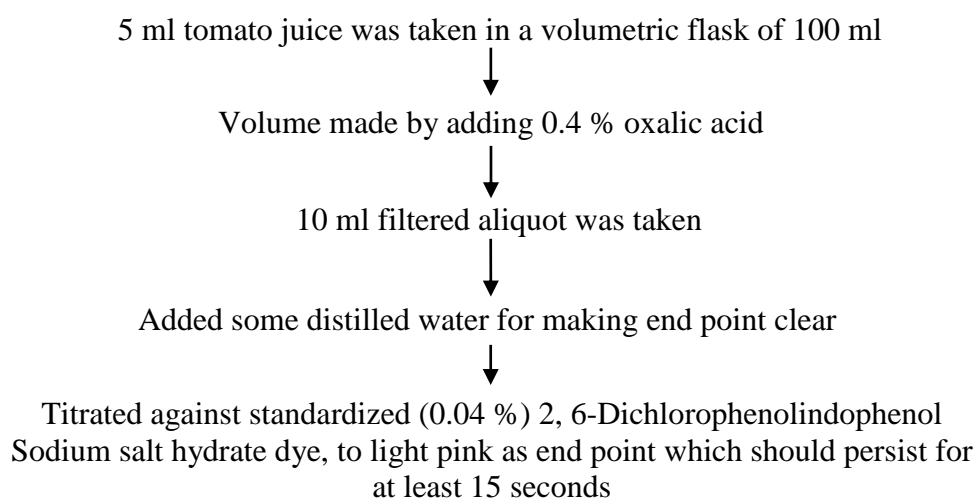 5 ml tomato juice was taken in a volumetric flask of 100 ml
Volume made by adding 0.4 % oxalic acid
10 ml filtered aliquot was taken
Added some distilled water for making end point clear
Titrated against standardized (0.04 %) 2, 6-Dichlorophenolindophenol
Sodium salt hydrate dye, to light pink as end point which should persist for
at least 15 seconds